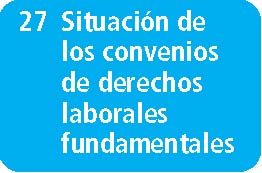 27 Situación de
los convenios
de derechos
laborales
fundamentales